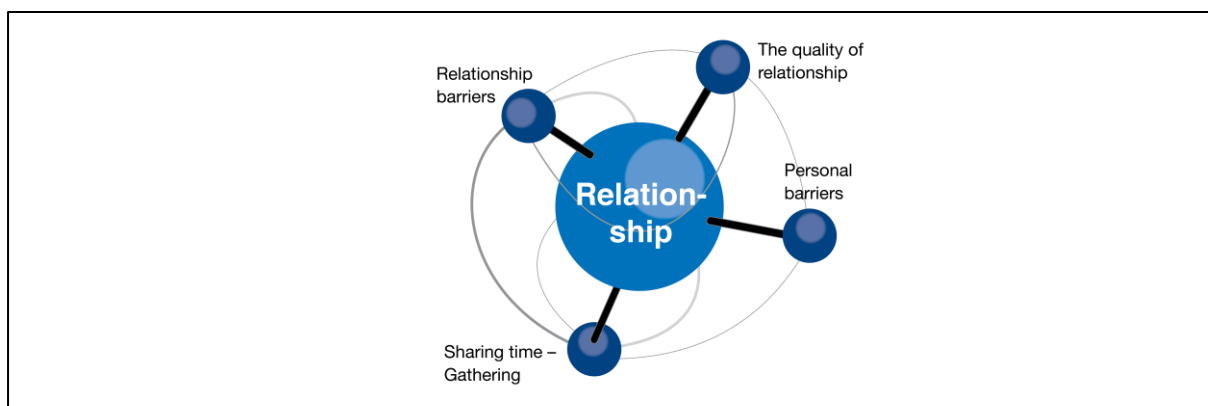 The quality of
relationship
Relationship
barriers
Personal
barriers
Relation-
ship
Sharing time –
Gathering